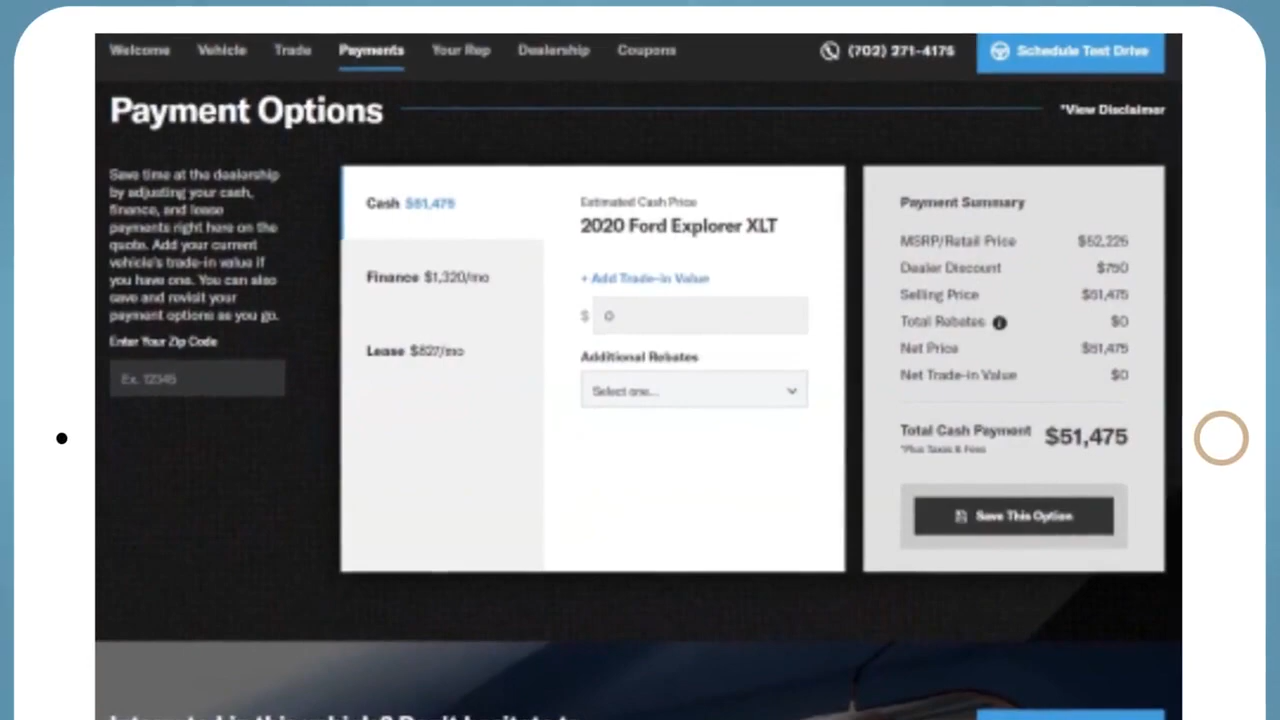 Welcome Vehicle Trade Payments Your Rep Dealership Coupons (702) 271-4175 Schedule Test Drive
Payment Options
*View Disclaimer
Save time at the dealership
by adjusting your cash,
finance, and lease
payments right here on the
quote. Add your current
vehicle's trade-in value if
you have one. You can also
save and revisit your
payment options as you go.
Enter Your Zip Code
Ex. 12345
Cash $51,475
Finance $1,320/mo
Lease $827/mo
Estimated Cash Price
2020 Ford Explorer XLT
+ Add Trade-in Value
$ 0
Additional Rebates
Select one...
Payment Summary
MSRP/Retail Price $52,225
Dealer Discount $750
Selling Price $51,475
Total Rebates $0
Net Price $51,475
Net Trade-in Value $0
Total Cash Payment $51,475
*Plus Taxes & Fees
Save This Option